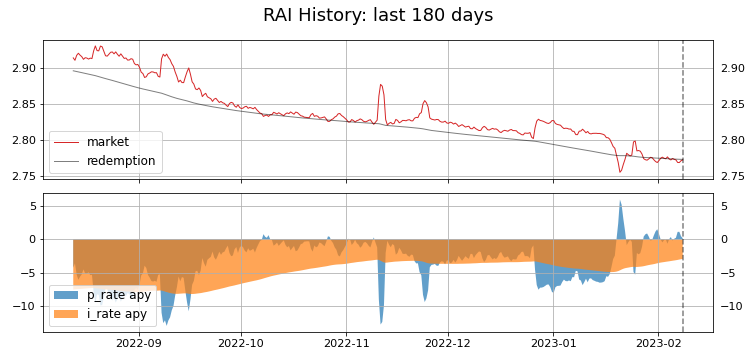 RAI History: last 180 days
2.90 2.90
2.85 2.85
2.80 2.80
2.75 2.75
market
redemption
5 5
0 0
−5 −5
−10 −10
p_rate apy
i_rate apy
2022-09 2022-10 2022-11 2022-12 2023-01 2023-02